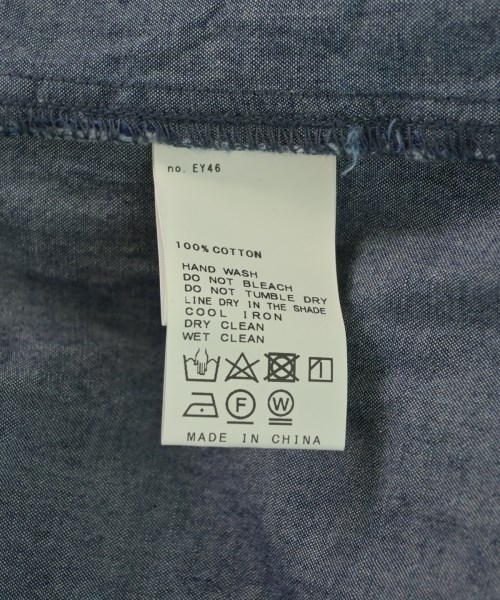 no. EY46
100% COTTON
HAND WASH
DO NOT BLEACH
DO NOT TUMBLE DRY
LINE DRY IN THE SHADE
COOL IRON
DRY CLEAN
WET CLEAN
F W
MADE IN CHINA